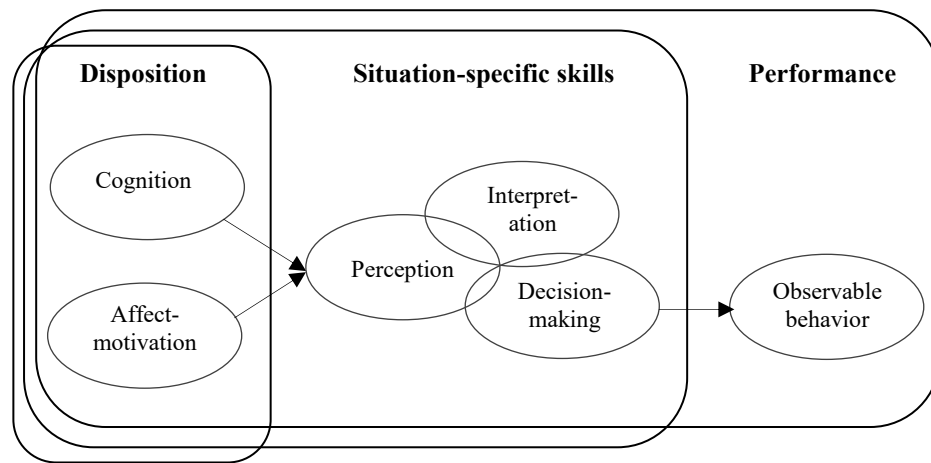 Disposition
Situation-specific skills
Performance
Cognition
Affect-
motivation
Perception
Interpret-
ation
Decision-
making
Observable
behavior